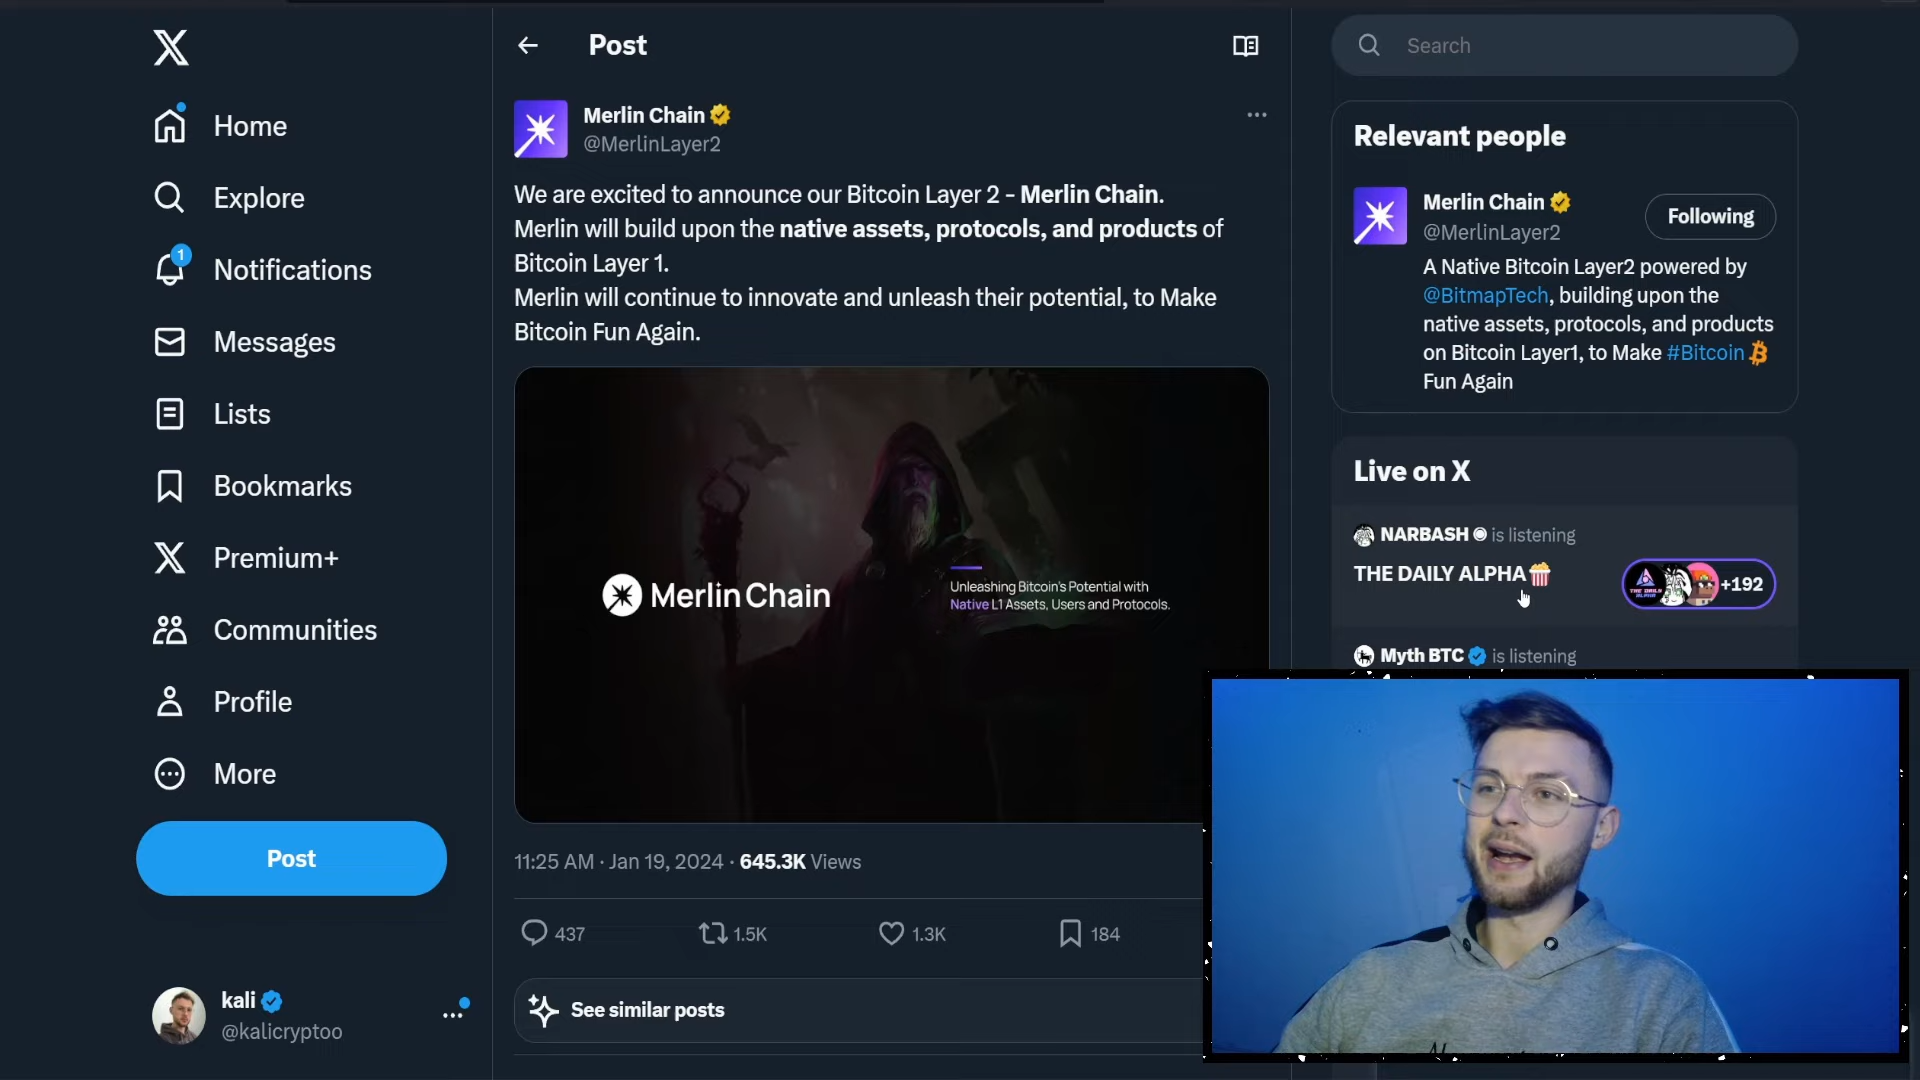 Home
Explore
1
Notifications
Messages
Lists
Bookmarks
Premium+
Communities
Profile
More
Post
kali
@kalicryptoo
Post
Merlin Chain
@MerlinLayer2
We are excited to announce our Bitcoin Layer 2 - Merlin Chain.
Merlin will build upon the native assets, protocols, and products of
Bitcoin Layer 1.
Merlin will continue to innovate and unleash their potential, to Make
Bitcoin Fun Again.
Merlin Chain
Unleashing Bitcoin's Potential with
Native L1 Assets, Users and Protocols.
11:25 AM · Jan 19, 2024 · 645.3K Views
437
1.5K
1.3K
184
See similar posts
Search
Relevant people
Merlin Chain
Following
@MerlinLayer2
A Native Bitcoin Layer2 powered by
@BitmapTech, building upon the
native assets, protocols, and products
on Bitcoin Layer1, to Make #Bitcoin
Fun Again
Live on X
NARBASH is listening
THE DAILY ALPHA🍿
+192
Myth BTC is listening